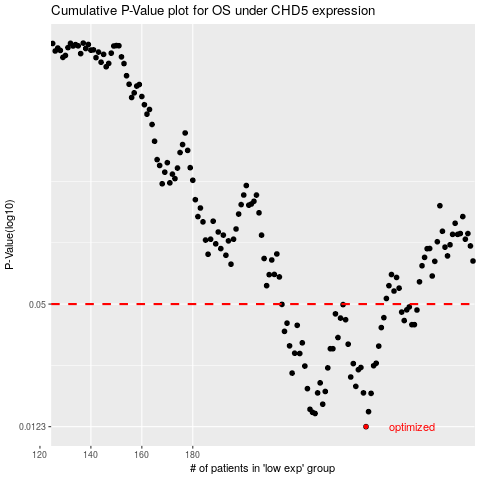 Cumulative P-Value plot for OS under CHD5 expression
P-Value(log10)
0.05
0.0123
optimized
120 140 160 180
# of patients in 'low exp' group